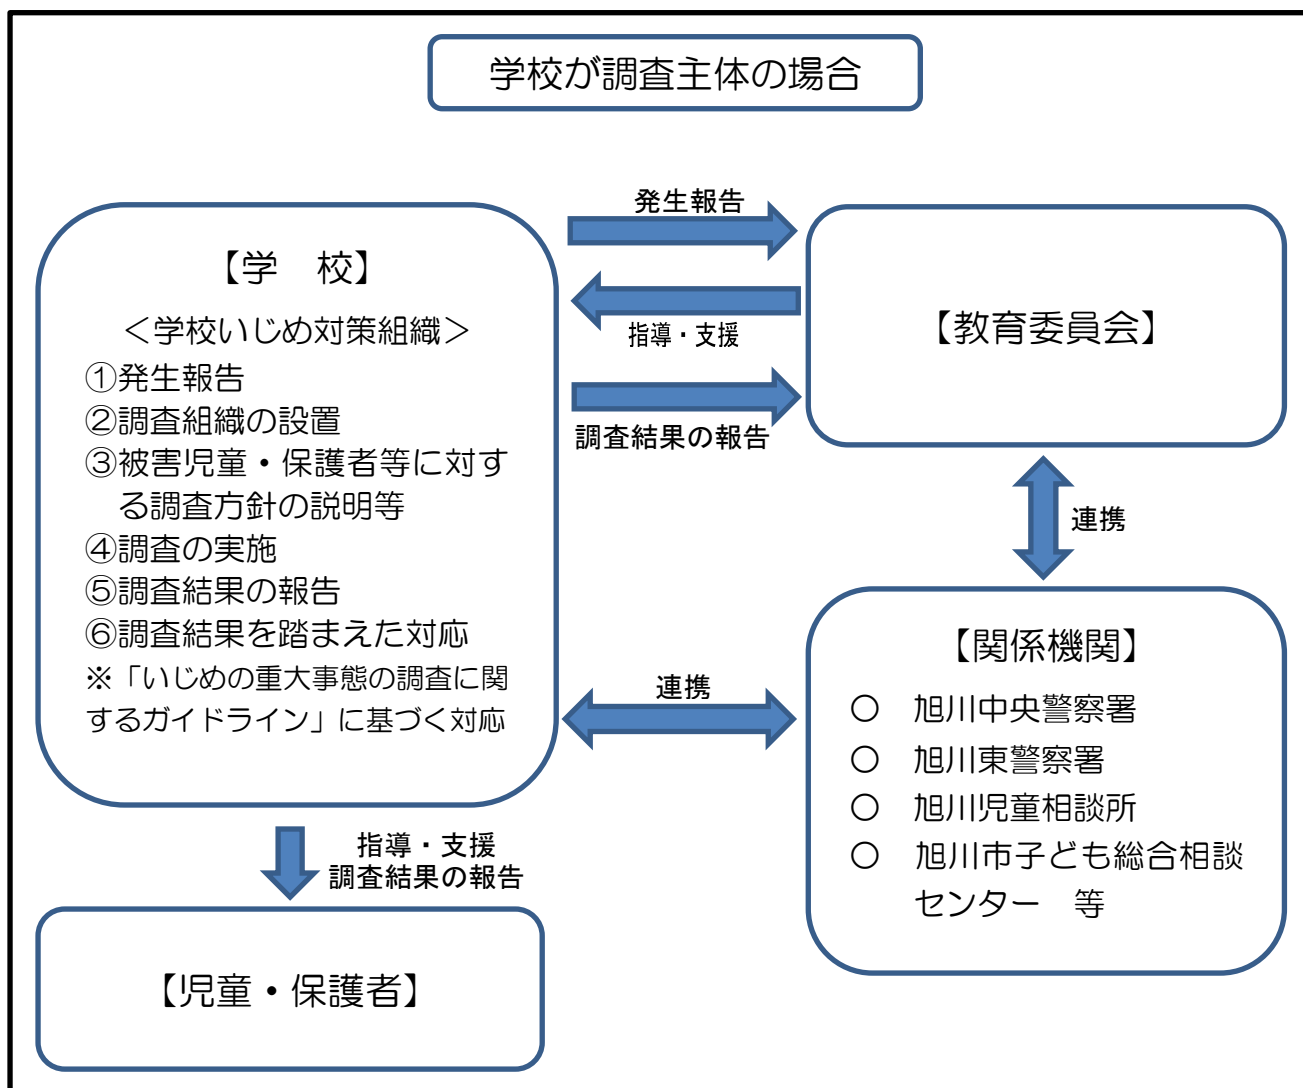 学校が調査主体の場合
【学　校】
＜学校いじめ対策組織＞
①発生報告
②調査組織の設置
③被害児童・保護者等に対す
る調査方針の説明等
④調査の実施
⑤調査結果の報告
⑥調査結果を踏まえた対応
※「いじめの重大事態の調査に関
するガイドライン」に基づく対応
発生報告
指導・支援
調査結果の報告
【教育委員会】
連携
連携
【関係機関】
○　旭川中央警察署
○　旭川東警察署
○　旭川児童相談所
○　旭川市子ども総合相談
センター　等
指導・支援
調査結果の報告
【児童・保護者】